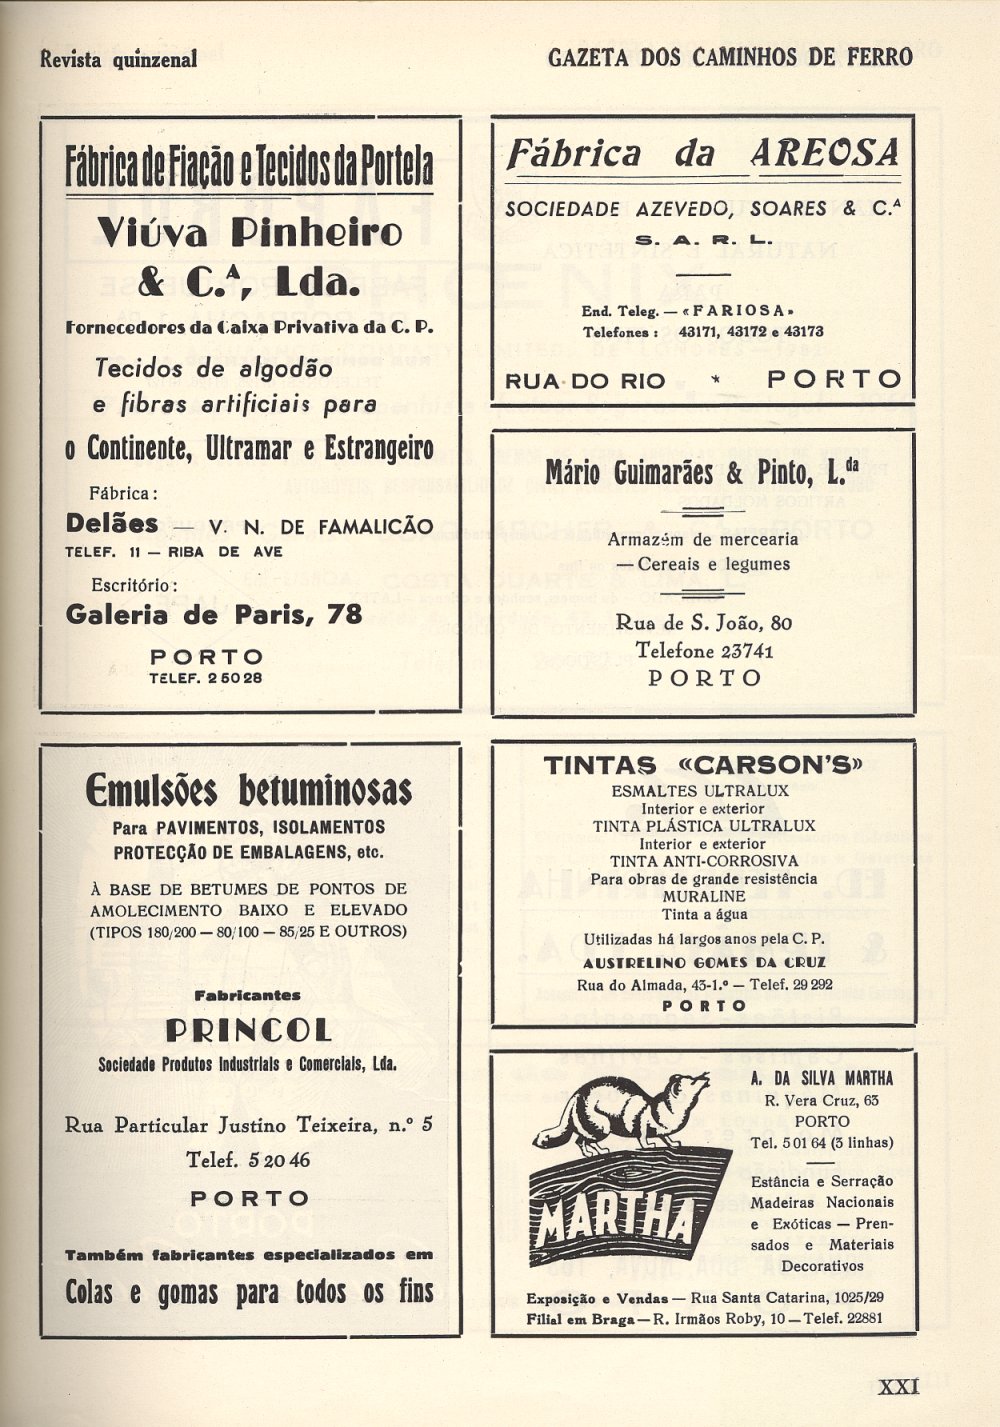 Revista quinzenal
GAZETA DOS CAMINHOS DE FERRO
Fábrica de Fiação e Tecidos da Portela
Viúva Pinheiro
& C.ᴬ, Lda.
Fornecedores da Caixa Privativa da C. P.
Tecidos de algodão
e fibras artificiais para
o Continente, Ultramar e Estrangeiro
Fábrica:
Delães — V. N. DE FAMALICÃO
TELEF. 11 — RIBA DE AVE
Escritório:
Galeria de Paris, 78
PORTO
TELEF. 25028
Fábrica da AREOSA
SOCIEDADE AZEVEDO, SOARES & C.ᴬ
S. A. R. L.
End. Teleg. — «FARIOSA»
Telefones: 43171, 43172 e 43173
RUA DO RIO * PORTO
Mário Guimarães & Pinto, L.da
Armazém de mercearia
— Cereais e legumes
Rua de S. João, 80
Telefone 23741
PORTO
Emulsões betuminosas
Para PAVIMENTOS, ISOLAMENTOS
PROTECÇÃO DE EMBALAGENS, etc.
À BASE DE BETUMES DE PONTOS DE
AMOLECIMENTO BAIXO E ELEVADO
(TIPOS 180/200 — 80/100 — 85/25 E OUTROS)
Fabricantes
PRINCOL
Sociedade Produtos Industriais e Comerciais, Lda.
Rua Particular Justino Teixeira, n.º 5
Telef. 52046
PORTO
Também fabricantes especializados em
Colas e gomas para todos os fins
TINTAS «CARSON'S»
ESMALTES ULTRALUX
Interior e exterior
TINTA PLÁSTICA ULTRALUX
Interior e exterior
TINTA ANTI-CORROSIVA
Para obras de grande resistência
MURALINE
Tinta a água
Utilizadas há largos anos pela C. P.
AUSTRELINO GOMES DA CRUZ
Rua do Almada, 43-1.º — Telef. 29292
PORTO
MARTHA
A. DA SILVA MARTHA
R. Vera Cruz, 63
PORTO
Tel. 50164 (3 linhas)
Estância e Serração
Madeiras Nacionais
e Exóticas — Pren-
sados e Materiais
Decorativos
Exposição e Vendas — Rua Santa Catarina, 1025/29
Filial em Braga — R. Irmãos Roby, 10 — Telef. 22881
XXI